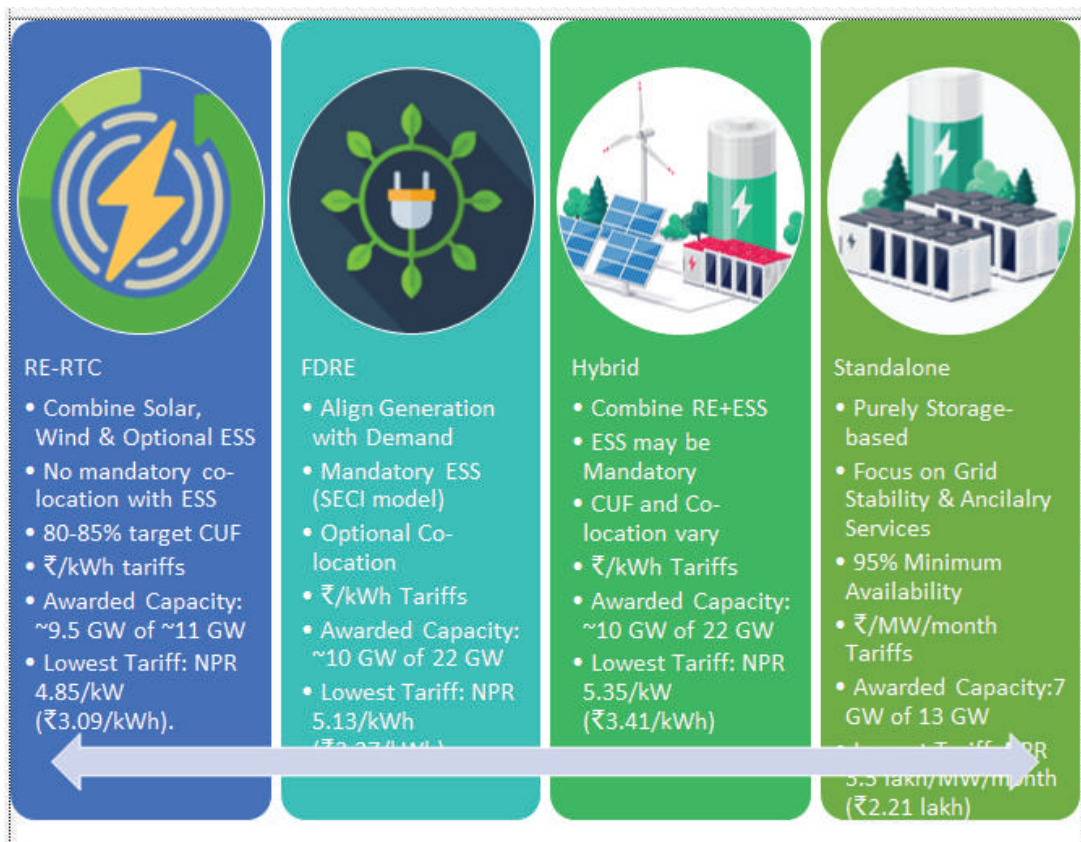 RE-RTC
• Combine Solar,
Wind & Optional ESS
• No mandatory co-
location with ESS
• 80-85% target CUF
• ₹/kWh tariffs
• Awarded Capacity:
~9.5 GW of ~11 GW
• Lowest Tariff: NPR
4.85/kW
(₹3.09/kWh).
FDRE
• Align Generation
with Demand
• Mandatory ESS
(SECI model)
• Optional Co-
location
• ₹/kWh Tariffs
• Awarded Capacity:
~10 GW of 22 GW
• Lowest Tariff: NPR
5.13/kWh
Hybrid
• Combine RE+ESS
• ESS may be
Mandatory
• CUF and Co-
location vary
• ₹/kWh Tariffs
• Awarded Capacity:
~10 GW of 22 GW
• Lowest Tariff: NPR
5.35/kW
(₹3.41/kWh)
Standalone
• Purely Storage-
based
• Focus on Grid
Stability & Ancilalry
Services
• 95% Minimum
Availability
• ₹/MW/month
Tariffs
• Awarded Capacity:7
GW of 13 GW
• Lowest Tariff: NPR
3.5 lakh/MW/month
(₹2.21 lakh)